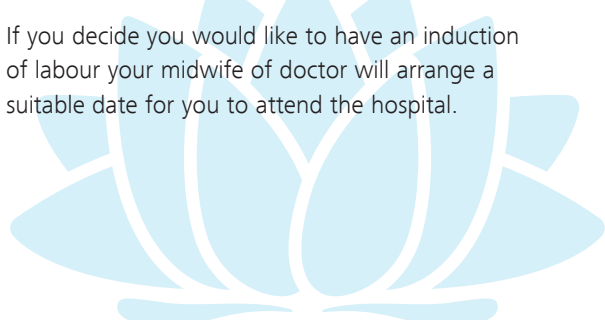 If you decide you would like to have an induction
of labour your midwife of doctor will arrange a
suitable date for you to attend the hospital.